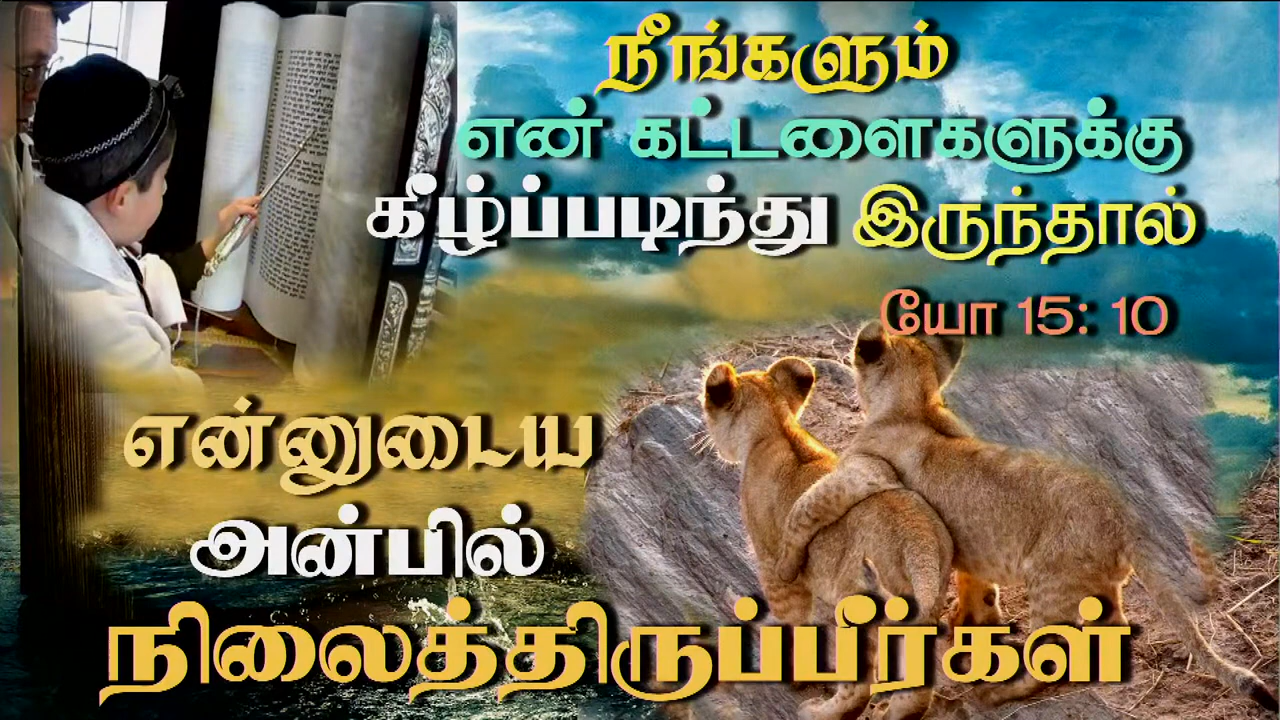 நீங்களும்
என் கட்டளைகளுக்கு
கீழ்ப்படிந்து இருந்தால்
யோ 15: 10
என்னுடைய
அன்பில்
நிலைத்திருப்பீர்கள்